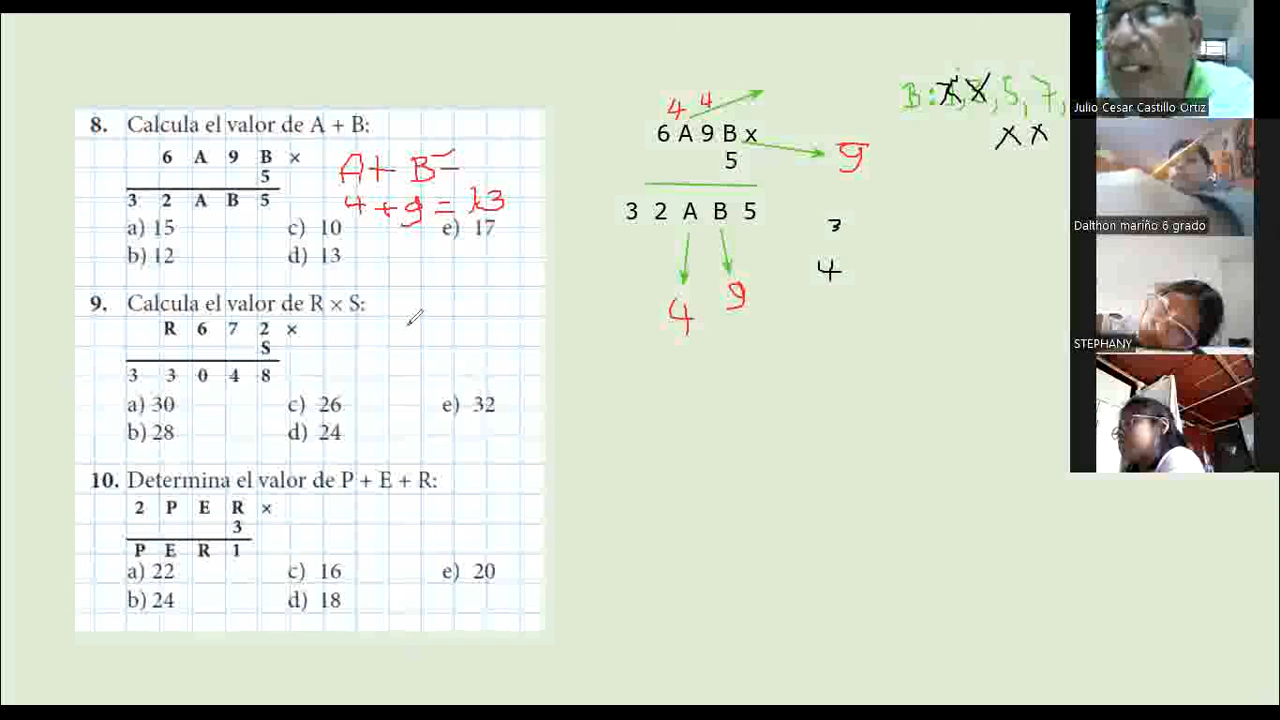 8. Calcula el valor de A + B:
6 A 9 B ×
5
3 2 A B 5
a) 15 c) 10 e) 17
b) 12 d) 13
A + B =
4 + 9 = 13
9. Calcula el valor de R × S:
R 6 7 2 ×
S
3 3 0 4 8
a) 30 c) 26 e) 32
b) 28 d) 24
10. Determina el valor de P + E + R:
2 P E R ×
3
P E R 1
a) 22 c) 16 e) 20
b) 24 d) 18
4 4
6 A 9 B x
5
9
3 2 A B 5
4 9
3
4
B: 5, 7,
x x
Julio Cesar Castillo Ortiz
Dalthon mariño 6 grado
STEPHANY